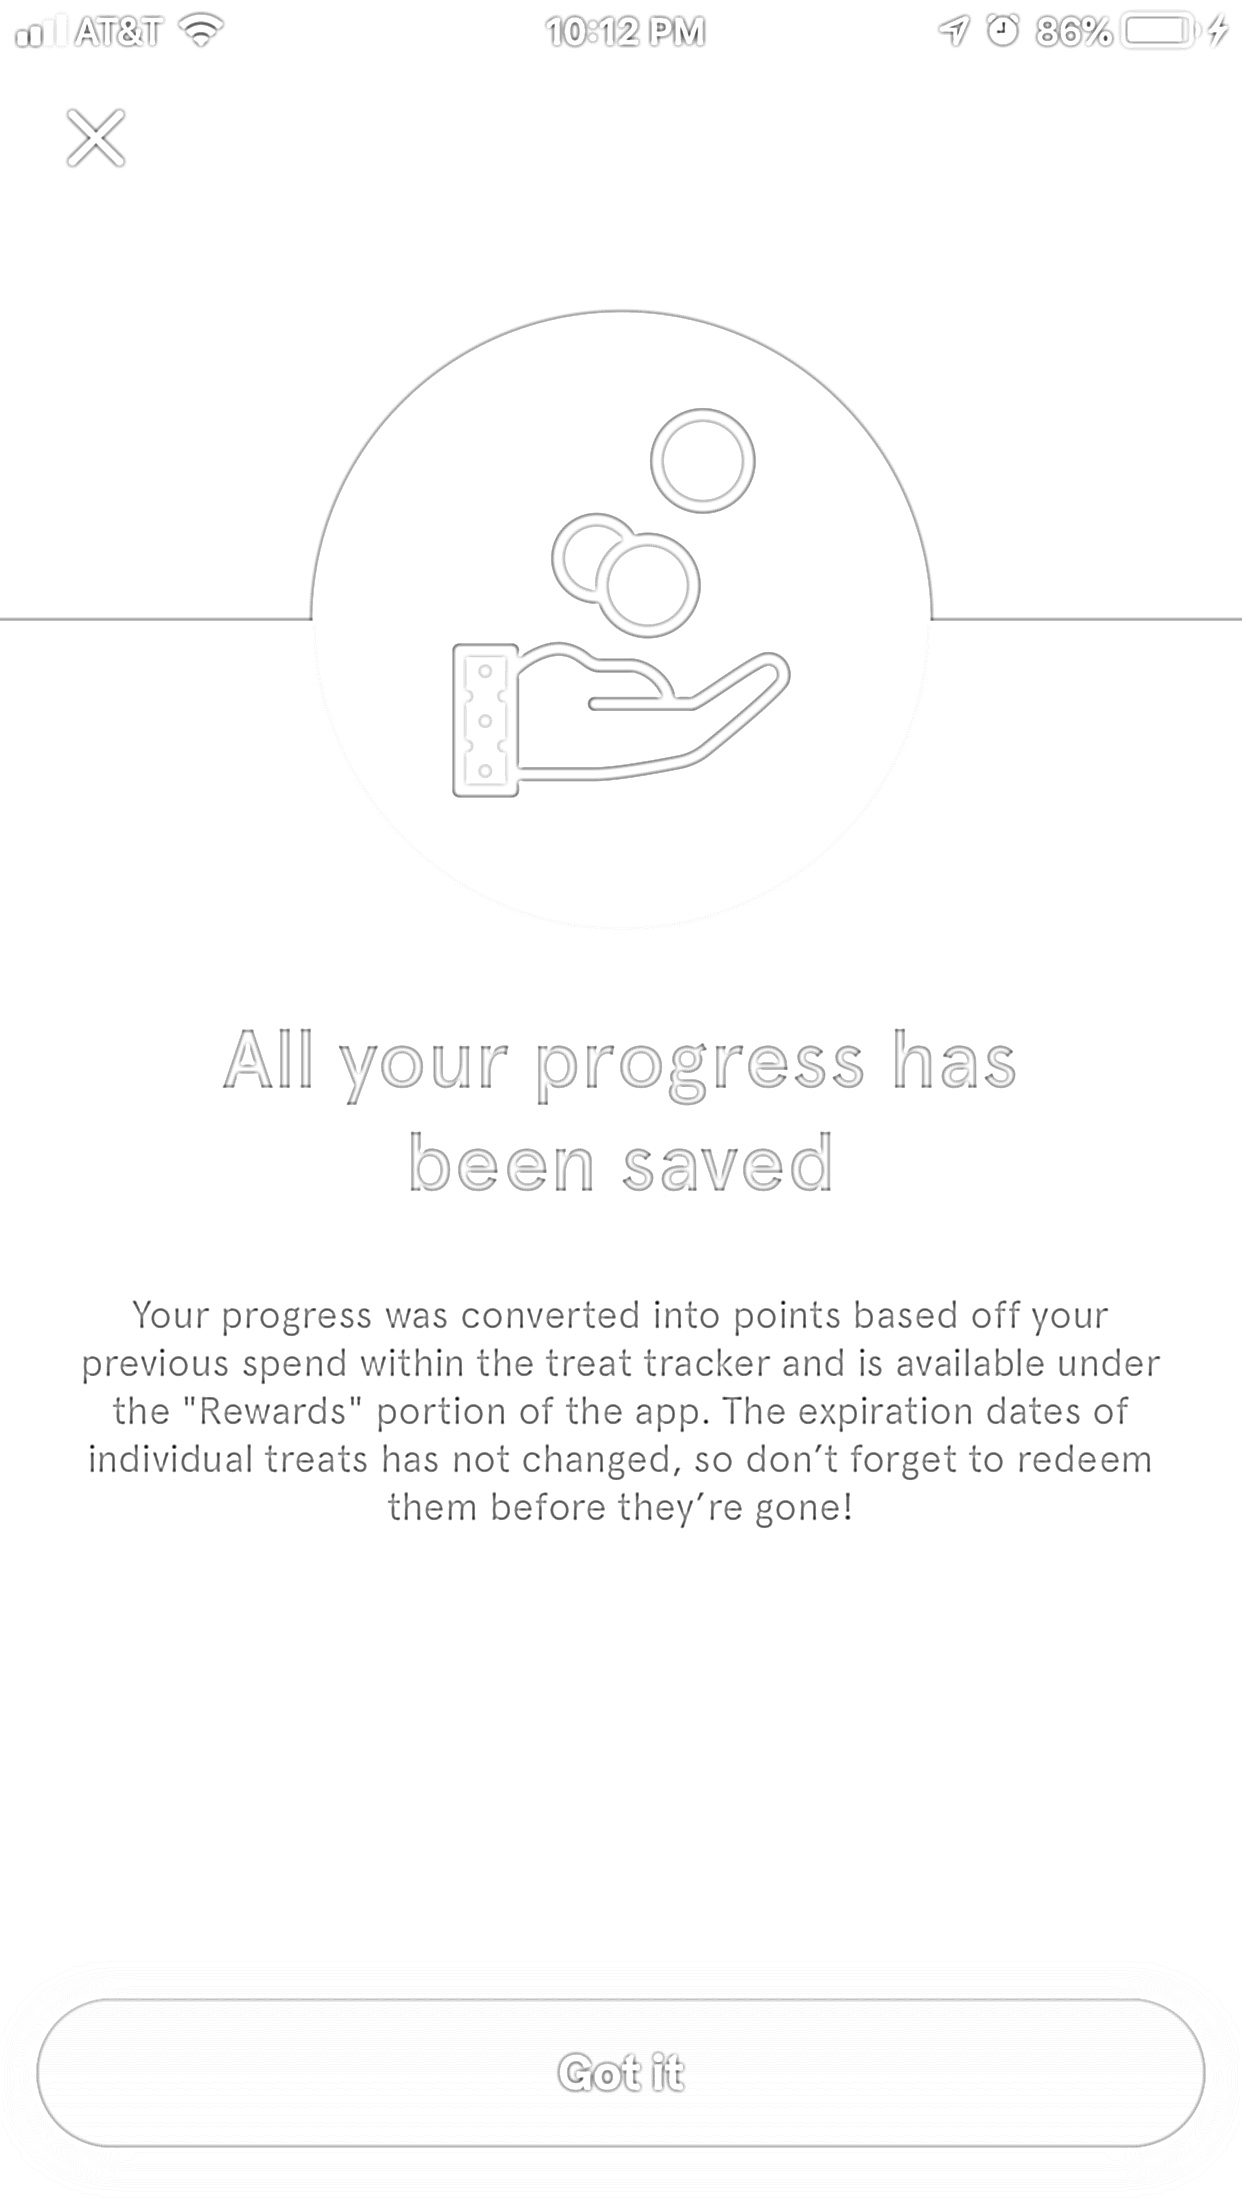 AT&T 10:12 PM 86%
All your progress has
been saved
Your progress was converted into points based off your
previous spend within the treat tracker and is available under
the "Rewards" portion of the app. The expiration dates of
individual treats has not changed, so don’t forget to redeem
them before they’re gone!
Got it